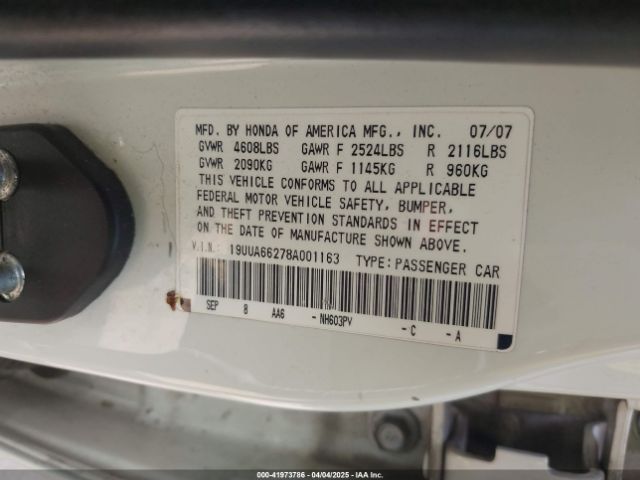 MFD. BY HONDA OF AMERICA MFG., INC. 07/07
GVWR 4608LBS GAWR F 2524LBS R 2116LBS
GVWR 2090KG GAWR F 1145KG R 960KG
THIS VEHICLE CONFORMS TO ALL APPLICABLE
FEDERAL MOTOR VEHICLE SAFETY, BUMPER,
AND THEFT PREVENTION STANDARDS IN EFFECT
ON THE DATE OF MANUFACTURE SHOWN ABOVE.
V.I.N.: 19UUA66278A001163 TYPE: PASSENGER CAR
SEP 8 AA6 -NH603PV -C -A
000-41973786 - 04/04/2025 - IAA Inc.